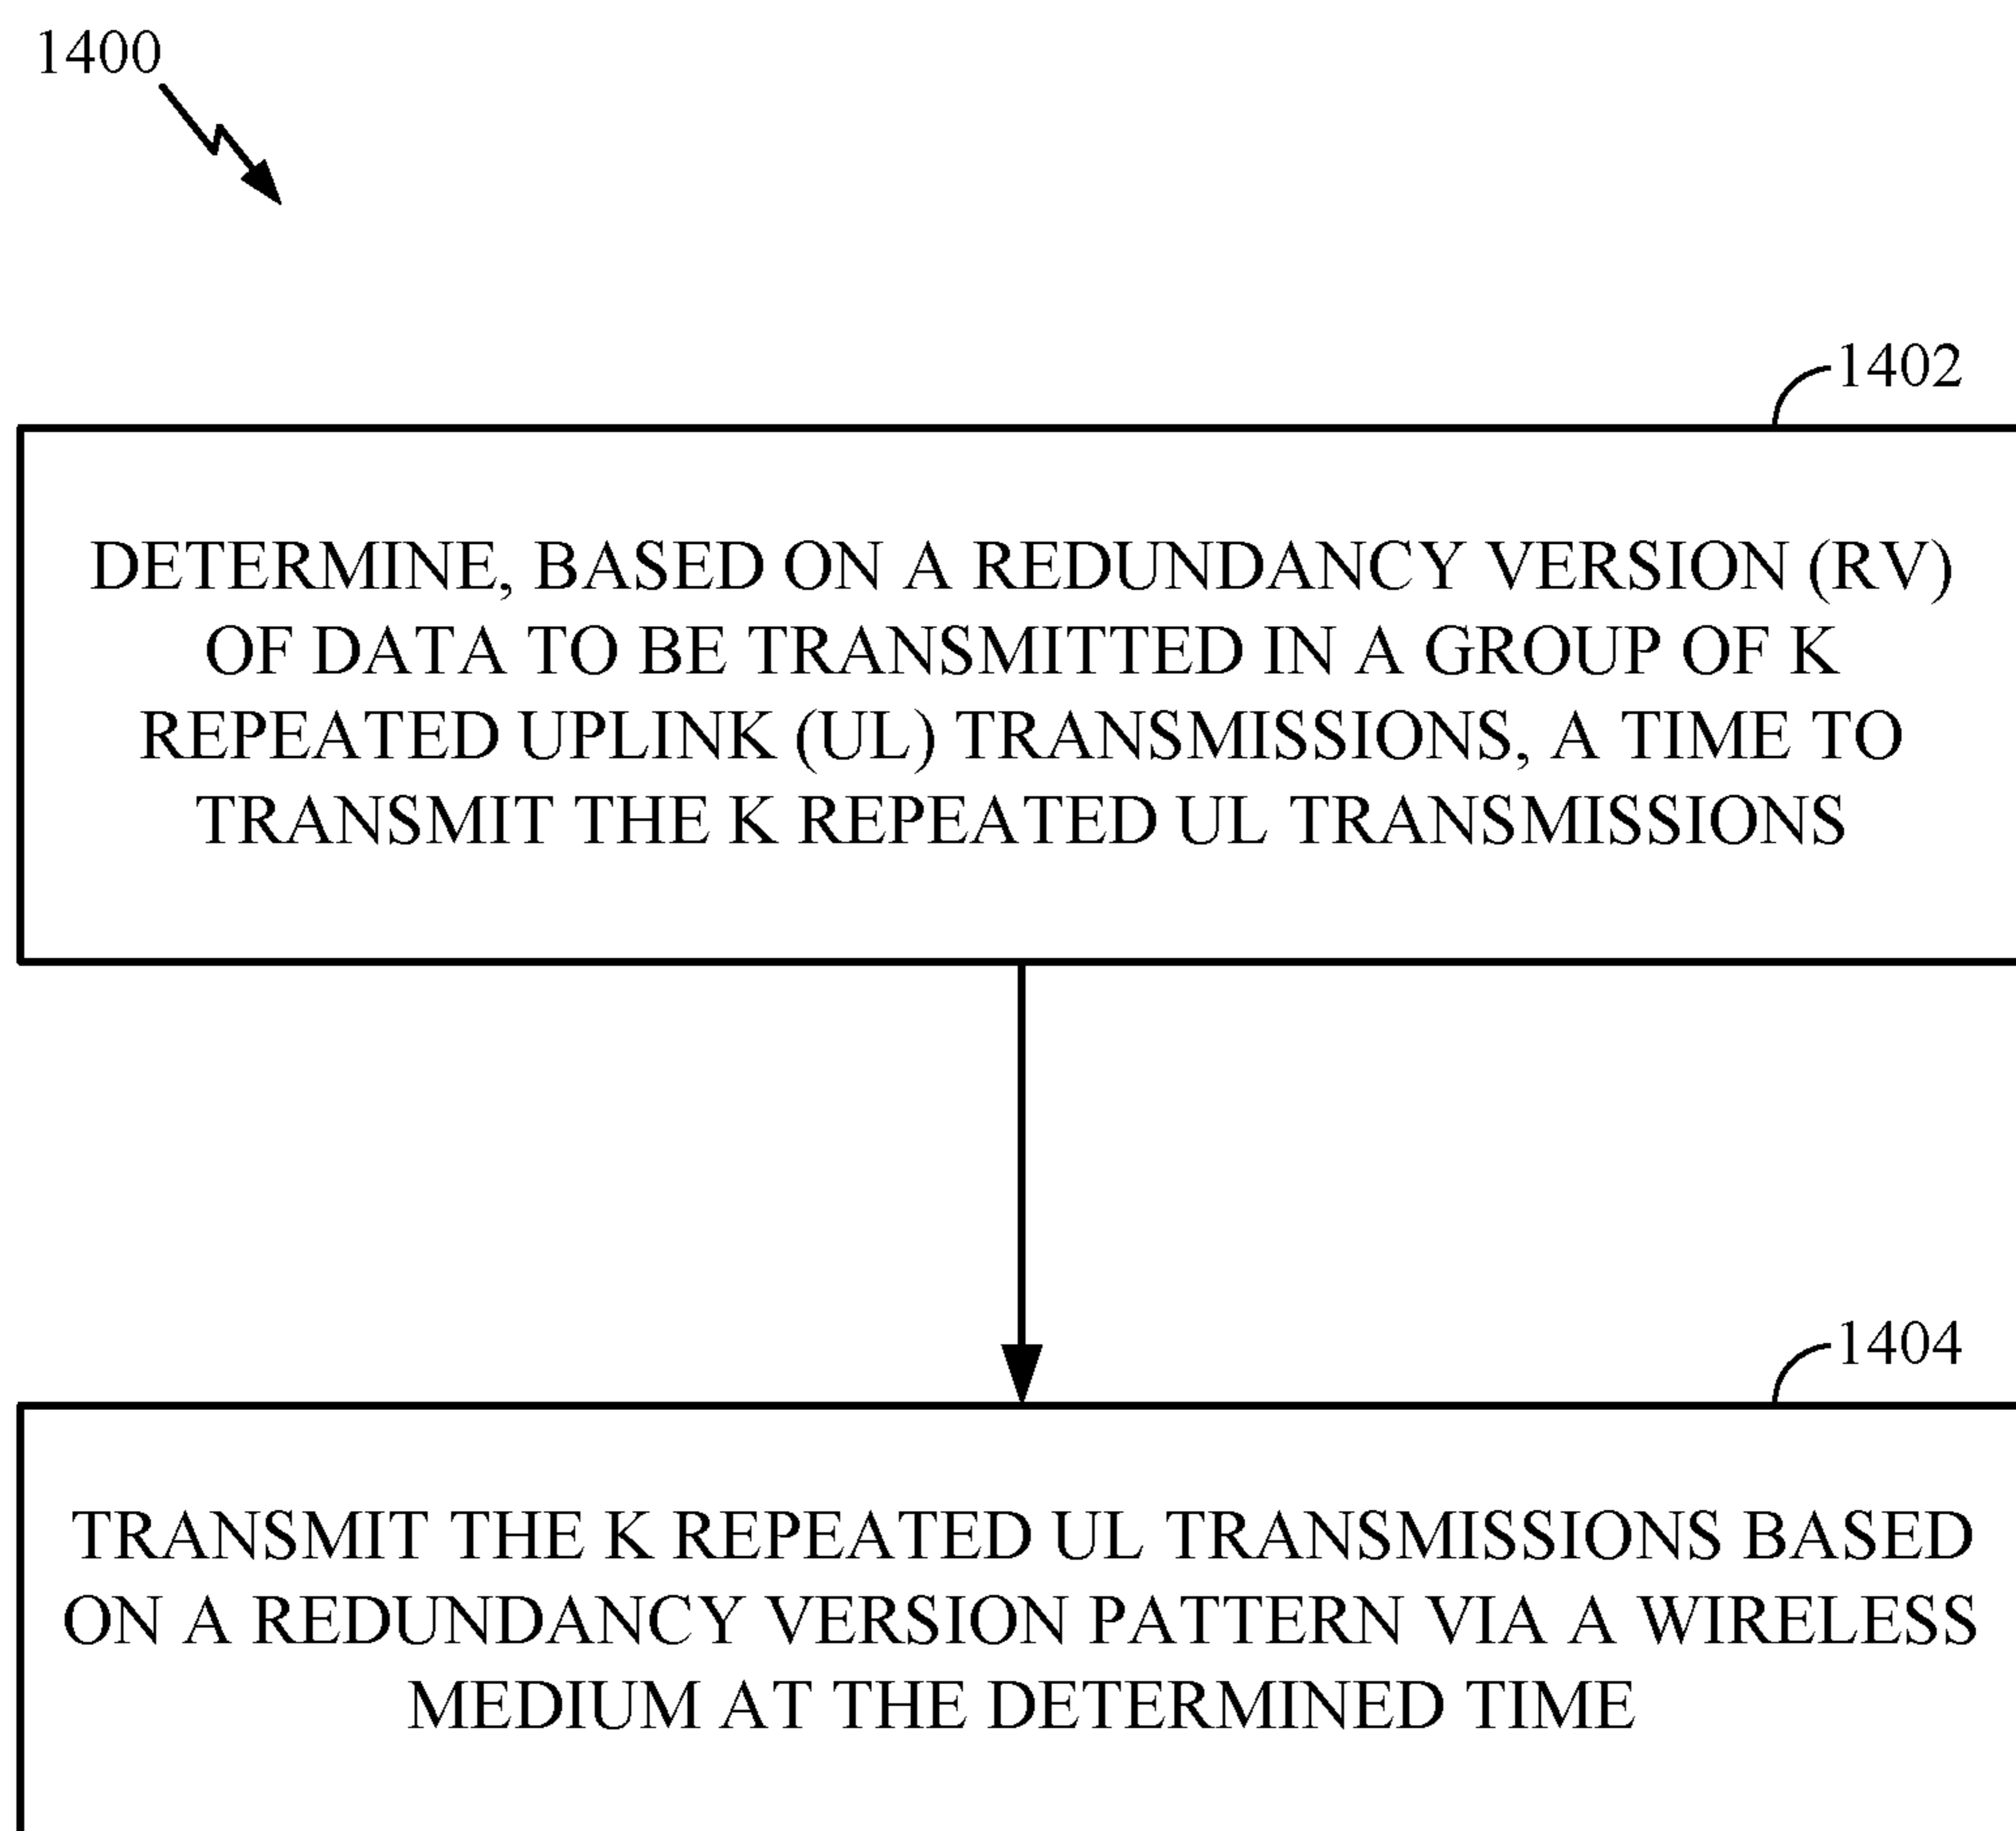 1400
1402
DETERMINE, BASED ON A REDUNDANCY VERSION (RV)
OF DATA TO BE TRANSMITTED IN A GROUP OF K
REPEATED UPLINK (UL) TRANSMISSIONS, A TIME TO
TRANSMIT THE K REPEATED UL TRANSMISSIONS
1404
TRANSMIT THE K REPEATED UL TRANSMISSIONS BASED
ON A REDUNDANCY VERSION PATTERN VIA A WIRELESS
MEDIUM AT THE DETERMINED TIME